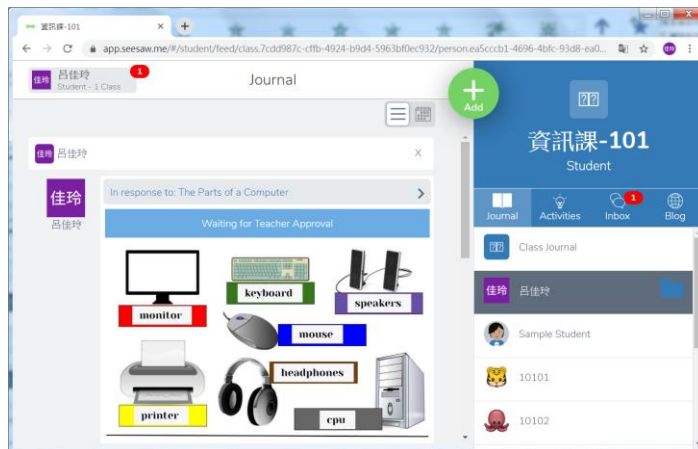 資訊課-101
app.seesaw.me/#/student/feed/class.7cdd987c-cffb-4924-b9d4-5963bf0ec932/person.ea5cccb1-4696-4bfc-93d8-ea0...
佳玲
呂佳玲
Student - 1 Class
1
Journal
Add
佳玲 呂佳玲
X
佳玲
呂佳玲
In response to: The Parts of a Computer
Waiting for Teacher Approval
monitor
keyboard
speakers
mouse
headphones
printer
cpu
資訊課-101
Student
Journal
Activities
Inbox
1
Blog
Class Journal
佳玲 呂佳玲
Sample Student
10101
10102